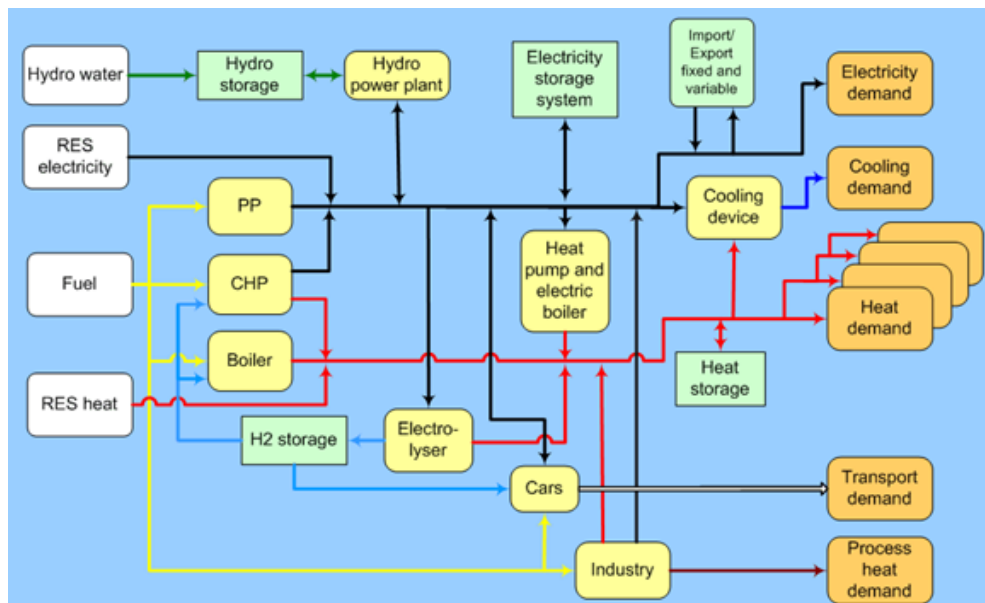 Hydro water
Hydro
storage
Hydro
power plant
Electricity
storage
system
Import/
Export
fixed and
variable
Electricity
demand
RES
electricity
PP
Cooling
device
Cooling
demand
Fuel
CHP
Heat
pump and
electric
boiler
Heat
demand
Boiler
Heat
storage
RES heat
H2 storage
Electro-
lyser
Cars
Transport
demand
Industry
Process
heat
demand